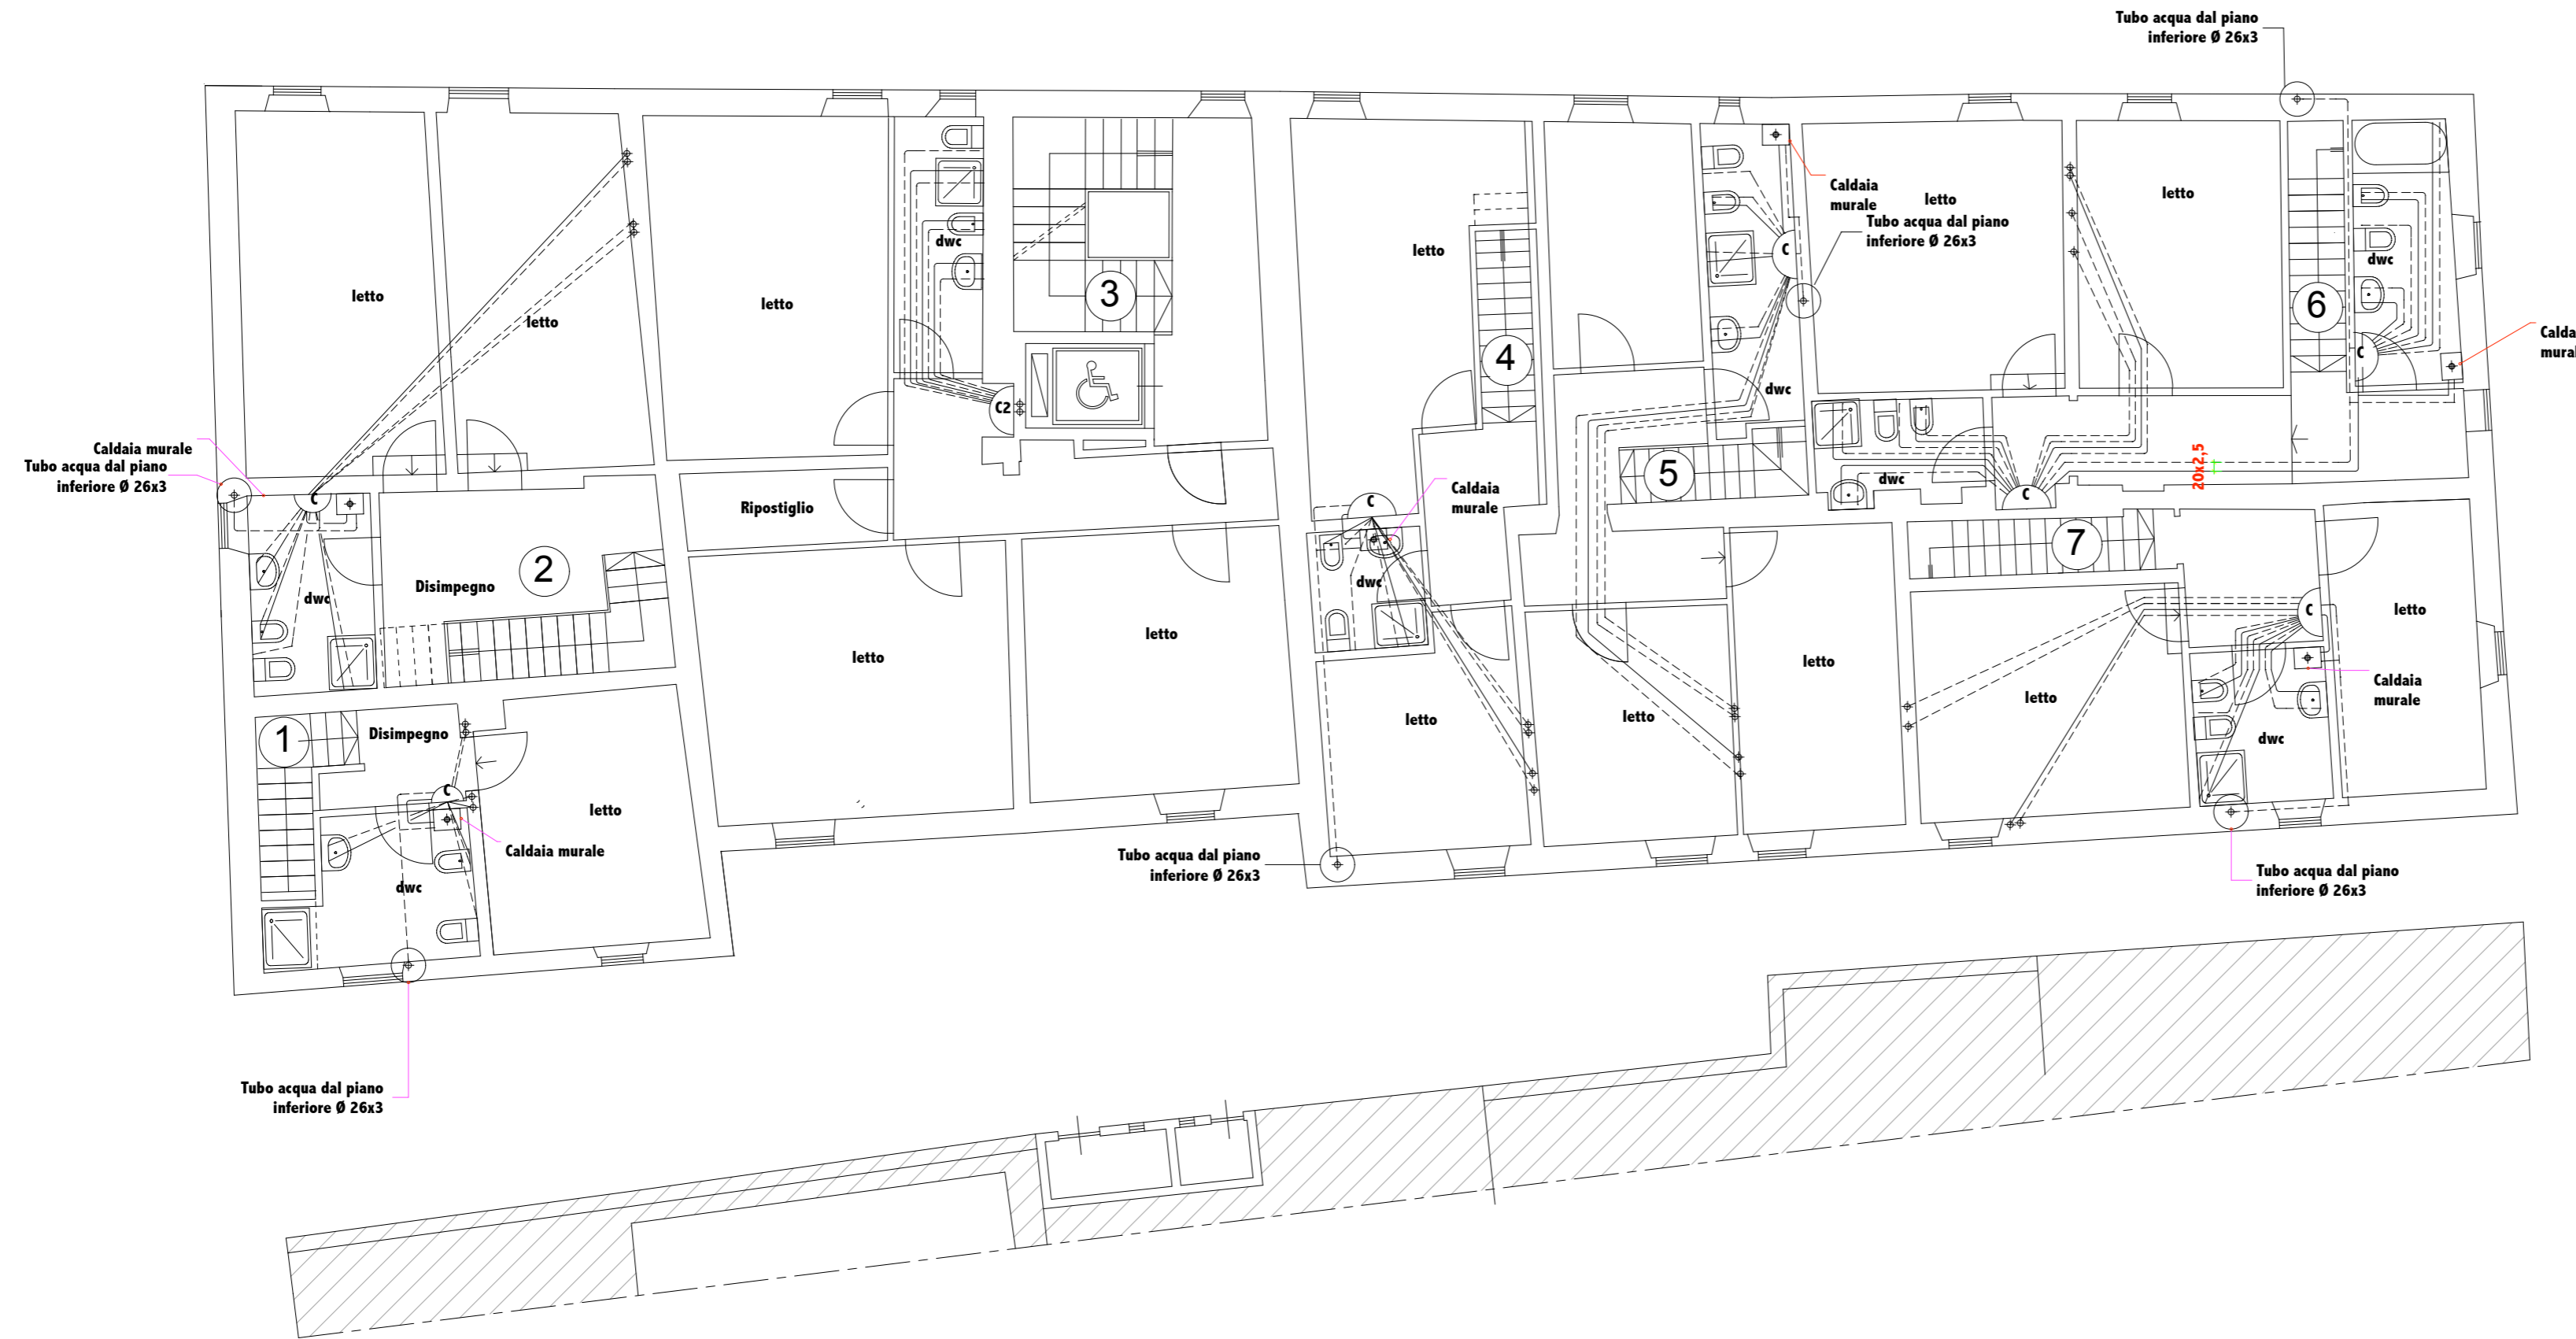 Tubo acqua dal piano
inferiore Ø 26x3
Caldaia
murale
letto
Tubo acqua dal piano
inferiore Ø 26x3
letto
dwc
letto
dwc
letto
letto
letto
letto
3
6
4
C
C
Calda
mural
C2
dwc
Caldaia murale
Tubo acqua dal piano
inferiore Ø 26x3
C
Ripostiglio
C
Caldaia
murale
5
dwc
C
20x2,5
2
Disimpegno
dwc
dwc
7
C
letto
letto
letto
letto
letto
letto
letto
Caldaia
murale
dwc
1
Disimpegno
C
letto
Caldaia murale
dwc
Tubo acqua dal piano
inferiore Ø 26x3
Tubo acqua dal piano
inferiore Ø 26x3
Tubo acqua dal piano
inferiore Ø 26x3